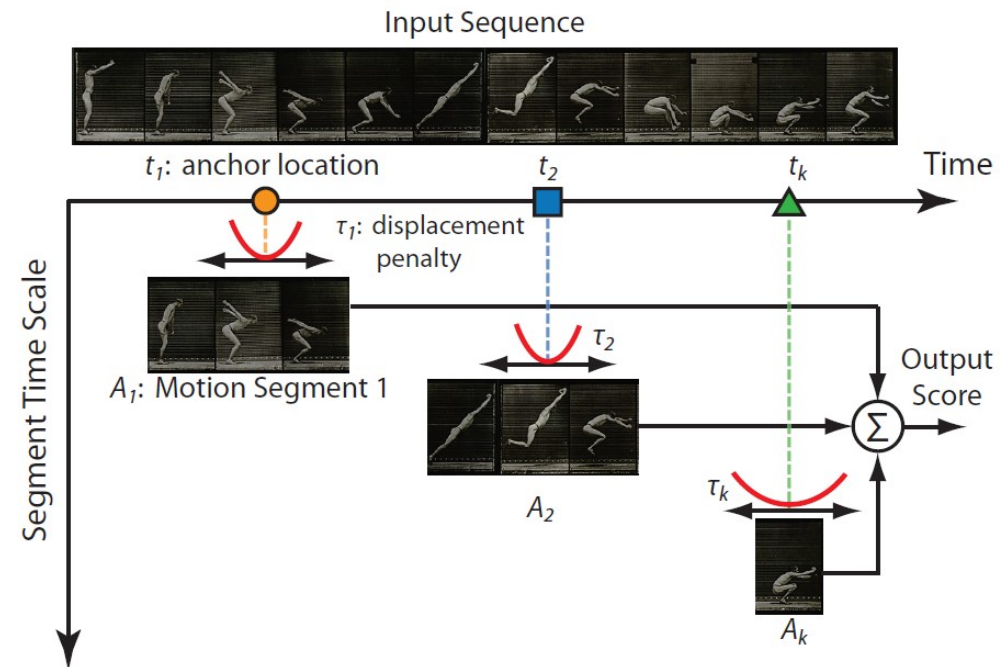 Input Sequence
t1: anchor location
t2
tk
Time
τ1: displacement
penalty
Segment Time Scale
A1: Motion Segment 1
τ2
Output
Score
Σ
A2
τk
Ak